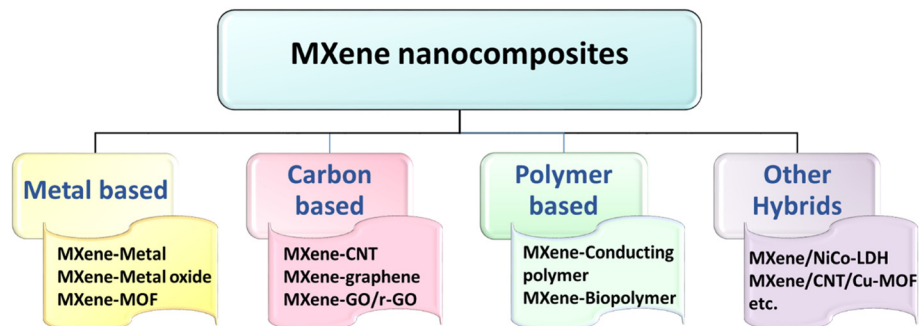 MXene nanocomposites
Metal based
MXene-Metal
MXene-Metal oxide
MXene-MOF
Carbon
based
MXene-CNT
MXene-graphene
MXene-GO/r-GO
Polymer
based
MXene-Conducting
polymer
MXene-Biopolymer
Other
Hybrids
MXene/NiCo-LDH
MXene/CNT/Cu-MOF
etc.